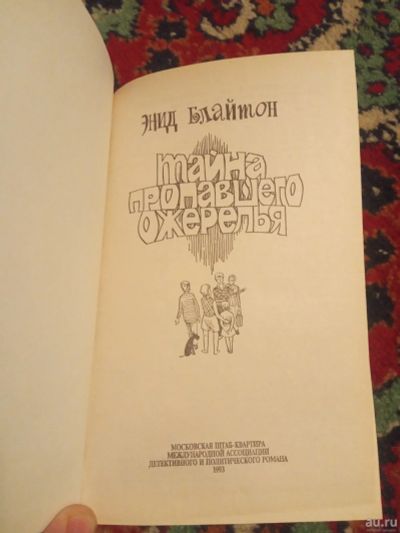 Энид Блайтон
Тайна
пропавшего
ожерелья
МОСКОВСКАЯ ШТАБ-КВАРТИРА
МЕЖДУНАРОДНОЙ АССОЦИАЦИИ
ДЕТЕКТИВНОГО И ПОЛИТИЧЕСКОГО РОМАНА
1993
au.ru